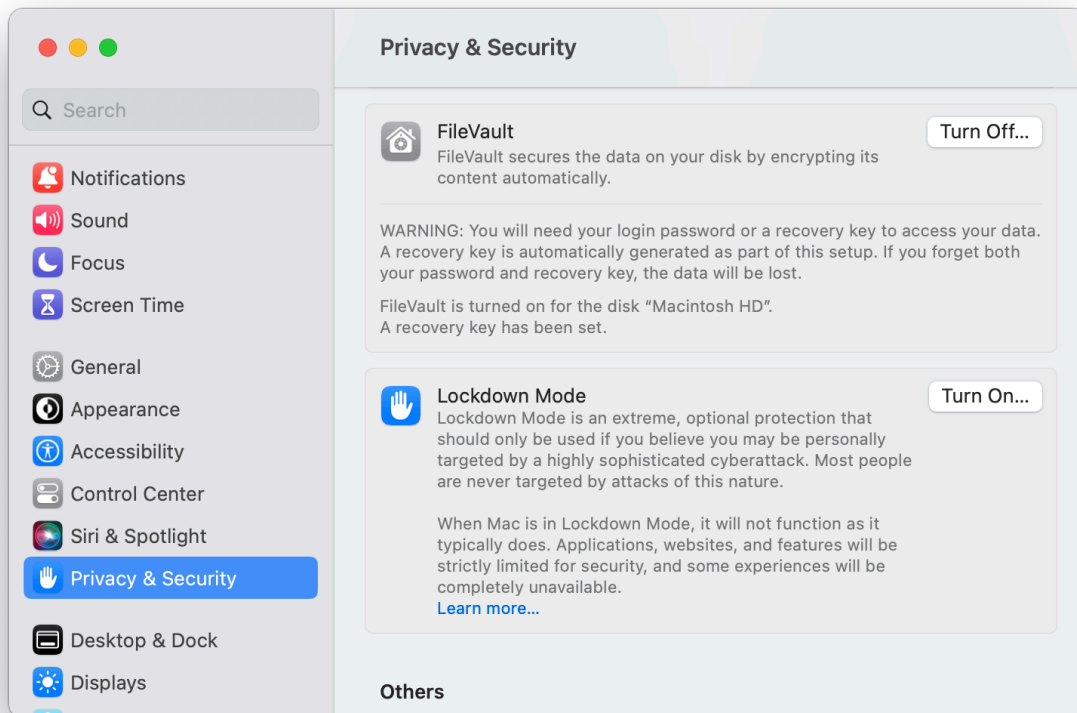 Privacy & Security
Search
Notifications
Sound
Focus
Screen Time
General
Appearance
Accessibility
Control Center
Siri & Spotlight
Privacy & Security
Desktop & Dock
Displays
FileVault
Turn Off...
FileVault secures the data on your disk by encrypting its
content automatically.
WARNING: You will need your login password or a recovery key to access your data.
A recovery key is automatically generated as part of this setup. If you forget both
your password and recovery key, the data will be lost.
FileVault is turned on for the disk “Macintosh HD”.
A recovery key has been set.
Lockdown Mode
Turn On...
Lockdown Mode is an extreme, optional protection that
should only be used if you believe you may be personally
targeted by a highly sophisticated cyberattack. Most people
are never targeted by attacks of this nature.
When Mac is in Lockdown Mode, it will not function as it
typically does. Applications, websites, and features will be
strictly limited for security, and some experiences will be
completely unavailable.
Learn more...
Others